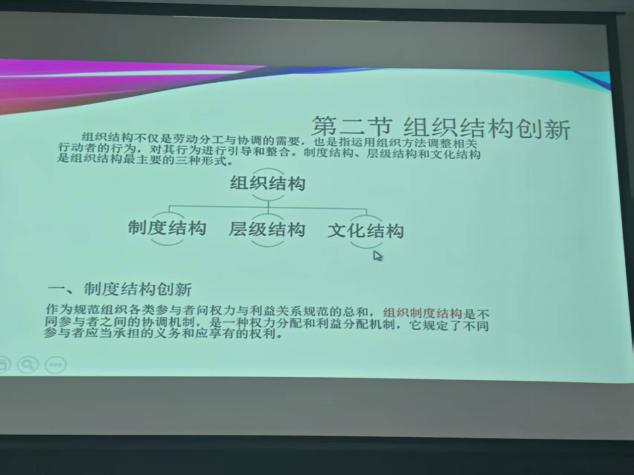 第二节 组织结构创新
组织结构不仅是劳动分工与协调的需要，也是指运用组织方法调整相关
行动者的行为，对其行为进行引导和整合。制度结构、层级结构和文化结构
是组织结构最主要的三种形式。
组织结构
制度结构 层级结构 文化结构
一、制度结构创新
作为规范组织各类参与者间权力与利益关系规范的总和，组织制度结构是不
同参与者之间的协调机制，是一种权力分配和利益分配机制，它规定了不同
参与者应当承担的义务和应享有的权利。